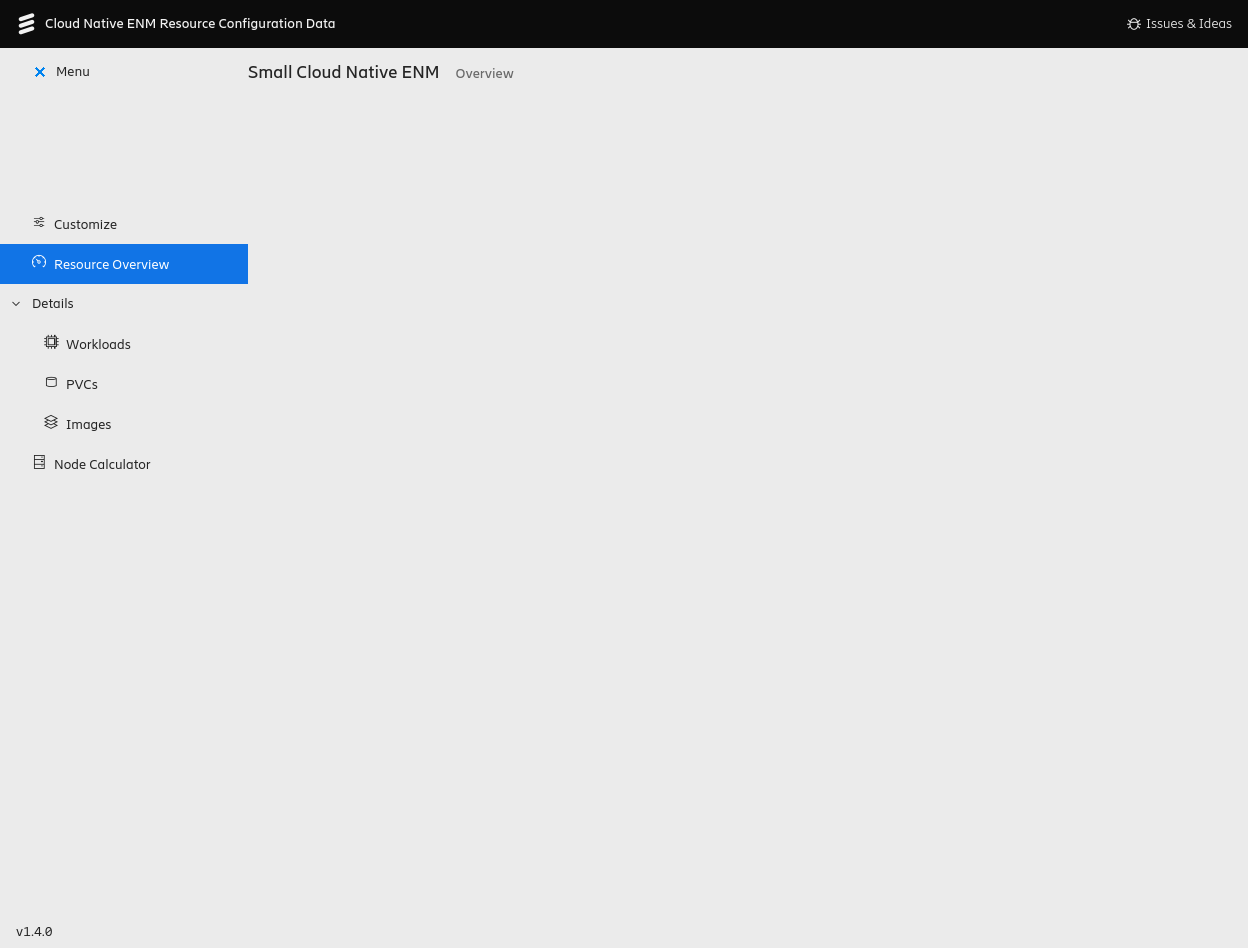 Cloud Native ENM Resource Configuration Data
Issues & Ideas
Menu
Small Cloud Native ENM Overview
Customize
Resource Overview
Details
Workloads
PVCs
Images
Node Calculator
v1.4.0